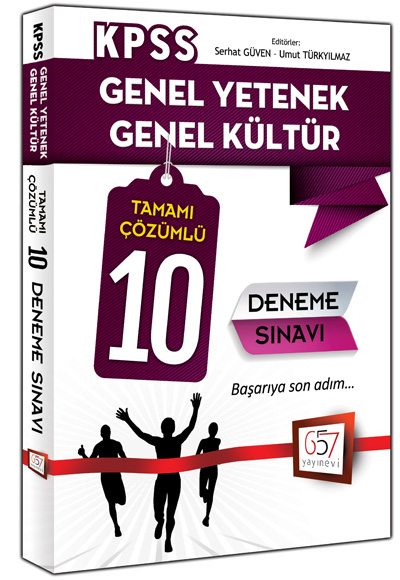 KPSS
Editörler:
Serhat GÜVEN - Umut TÜRKYILMAZ
GENEL YETENEK
GENEL KÜLTÜR
TAMAMI
ÇÖZÜMLÜ
10
DENEME
SINAVI
Başarıya son adım...
657
yayınevi
KPSS
GENEL YETENEK
GENEL KÜLTÜR
TAMAMI
ÇÖZÜMLÜ
10
DENEME SINAVI